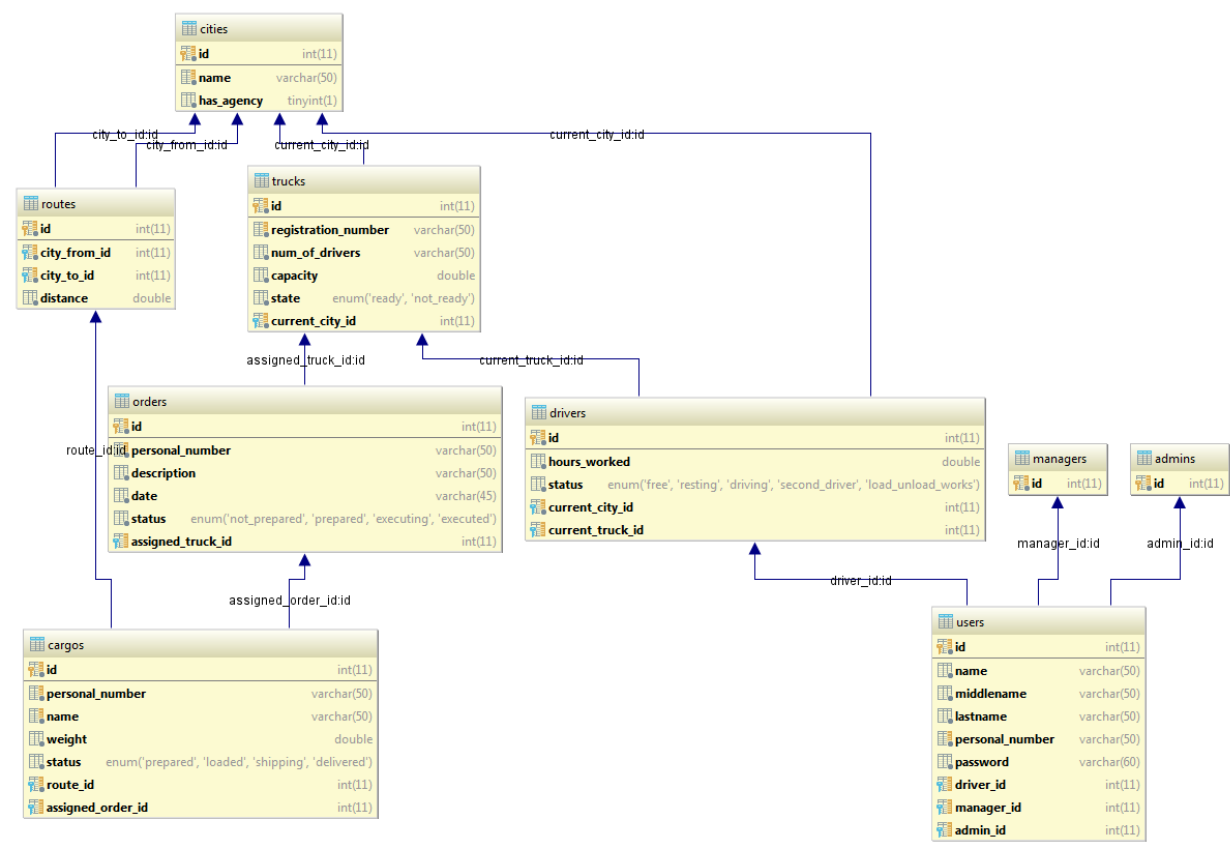 cities
id int(11)
name varchar(50)
has_agency tinyint(1)
city_to_id:id
city_from_id:id
current_city_id:id
current_city_id:id
routes
id int(11)
city_from_id int(11)
city_to_id int(11)
distance double
trucks
id int(11)
registration_number varchar(50)
num_of_drivers varchar(50)
capacity double
state enum('ready', 'not_ready')
current_city_id int(11)
assigned_truck_id:id
current_truck_id:id
orders
id int(11)
personal_number varchar(50)
description varchar(50)
date varchar(45)
status enum('not_prepared', 'prepared', 'executing', 'executed')
assigned_truck_id int(11)
route_id:id
drivers
id int(11)
hours_worked double
status enum('free', 'resting', 'driving', 'second_driver', 'load_unload_works')
current_city_id int(11)
current_truck_id int(11)
managers
id int(11)
admins
id int(11)
manager_id:id
admin_id:id
driver_id:id
assigned_order_id:id
cargos
id int(11)
personal_number varchar(50)
name varchar(50)
weight double
status enum('prepared', 'loaded', 'shipping', 'delivered')
route_id int(11)
assigned_order_id int(11)
users
id int(11)
name varchar(50)
middlename varchar(50)
lastname varchar(50)
personal_number varchar(50)
password varchar(60)
driver_id int(11)
manager_id int(11)
admin_id int(11)